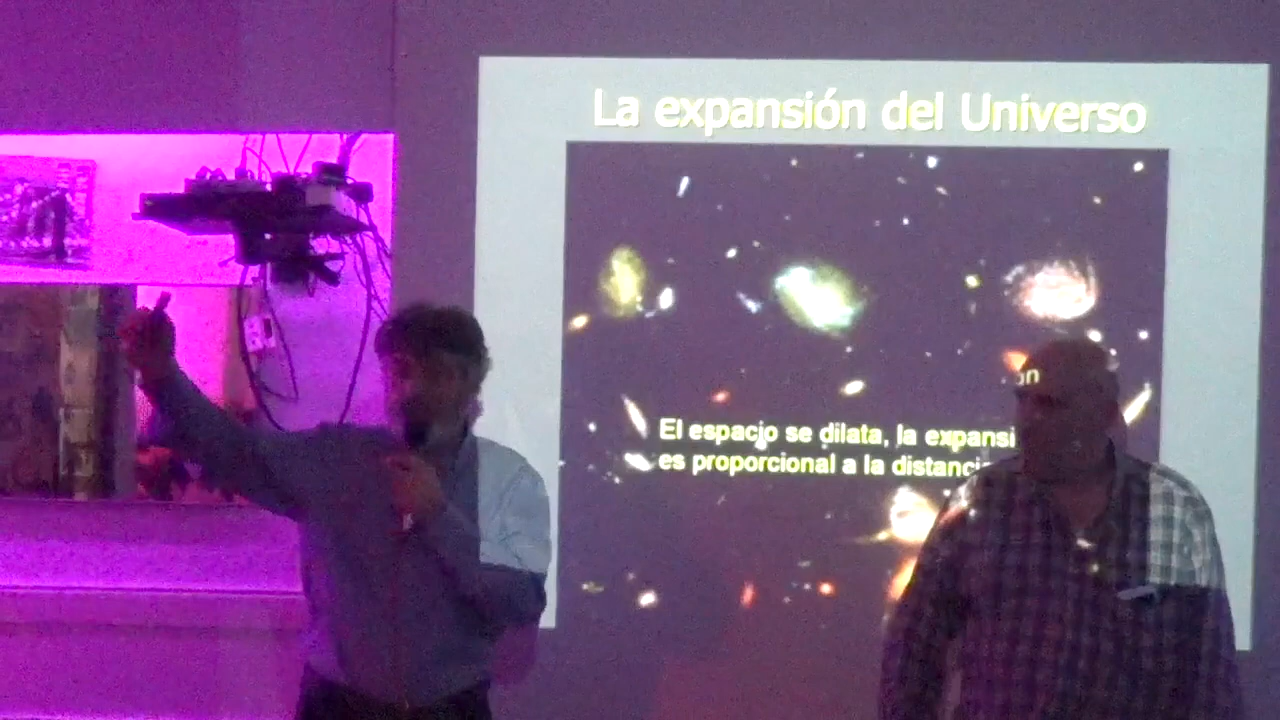 La expansión del Universo
El espacio se dilata, la expansi
es proporcional a la distanci